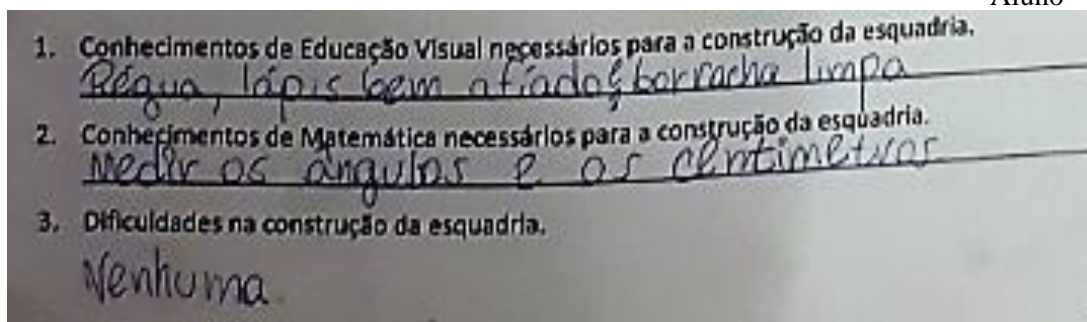 Aluno
1. Conhecimentos de Educação Visual necessários para a construção da esquadria.
Régua, lápis bem afiado e borracha limpa
2. Conhecimentos de Matemática necessários para a construção da esquadria.
Medir os ângulos e os centimetros
3. Dificuldades na construção da esquadria.
Nenhuma.